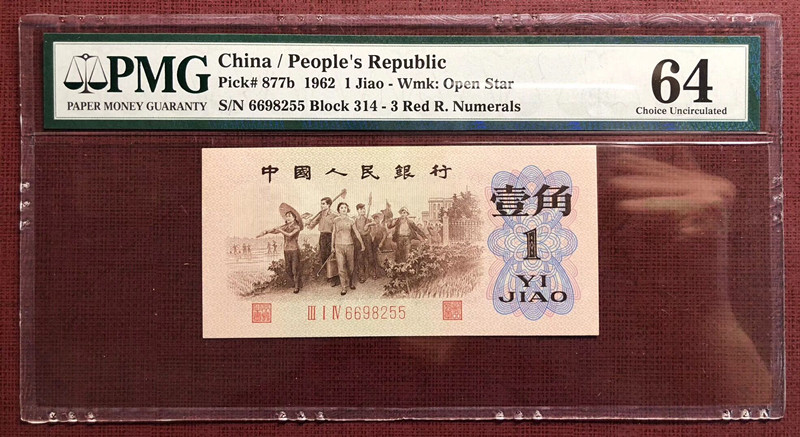 PMG
PAPER MONEY GUARANTY
China / People's Republic
Pick# 877b 1962 1 Jiao - Wmk: Open Star
S/N 6698255 Block 314 - 3 Red R. Numerals
64
Choice Uncirculated
中國人民銀行
壹角
1
YI
JIAO
Ⅲ Ⅰ Ⅳ 6698255